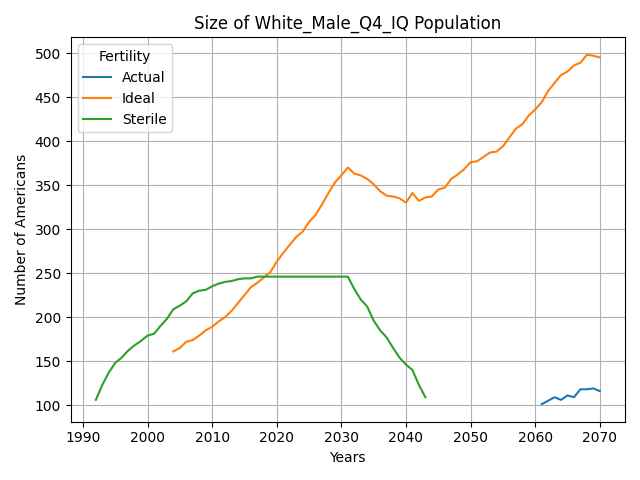 Size of White_Male_Q4_IQ Population
Fertility
Actual
Ideal
Sterile
500
450
400
350
300
250
200
150
100
Number of Americans
1990 2000 2010 2020 2030 2040 2050 2060 2070
Years